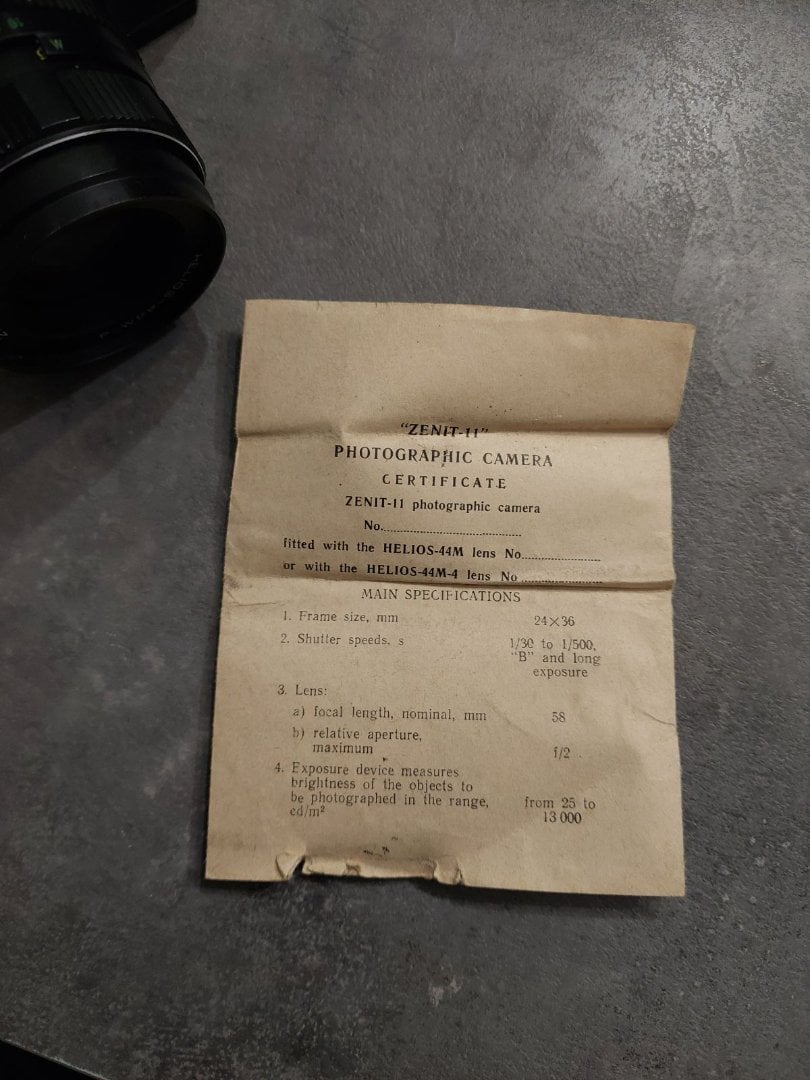 "ZENIT-11"
PHOTOGRAPHIC CAMERA
CERTIFICATE
ZENIT-11 photographic camera
No.
fitted with the HELIOS-44M lens No.
or with the HELIOS-44M-4 lens No
MAIN SPECIFICATIONS
1. Frame size, mm 24×36
2. Shutter speeds, s 1/30 to 1/500,
"B" and long
exposure
3. Lens:
a) focal length, nominal, mm 58
b) relative aperture,
maximum f/2
4. Exposure device measures
brightness of the objects to
be photographed in the range, from 25 to
cd/m² 13 000